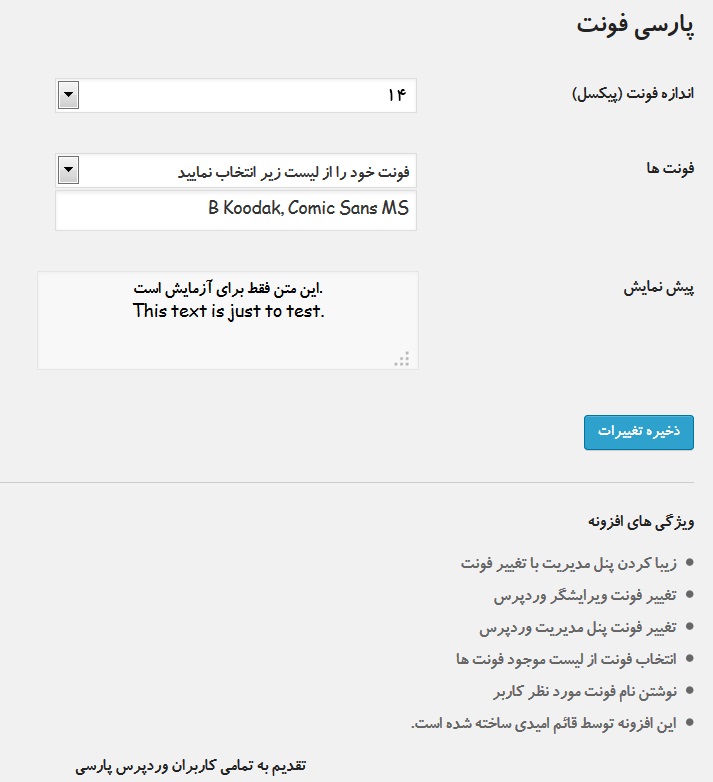 پارسی فونت
اندازه فونت (پیکسل)
۱۴
فونت ها
فونت خود را از لیست زیر انتخاب نمایید
B Koodak, Comic Sans MS
پیش نمایش
.این متن فقط برای آزمایش است
This text is just to test.
ذخیره تغییرات
ویژگی های افزونه
زیبا کردن پنل مدیریت با تغییر فونت
تغییر فونت ویرایشگر وردپرس
تغییر فونت پنل مدیریت وردپرس
انتخاب فونت از لیست موجود فونت ها
نوشتن نام فونت مورد نظر کاربر
این افزونه توسط قائم امیدی ساخته شده است.
تقدیم به تمامی کاربران وردپرس پارسی